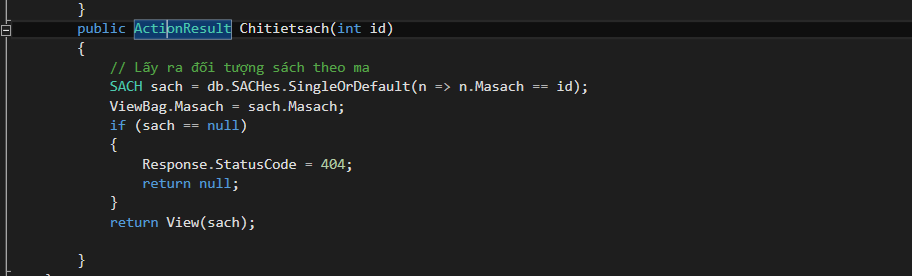 }
public ActionResult Chitietsach(int id)
{
// Lấy ra đối tượng sách theo ma
SACH sach = db.SACHes.SingleOrDefault(n => n.Masach == id);
ViewBag.Masach = sach.Masach;
if (sach == null)
{
Response.StatusCode = 404;
return null;
}
return View(sach);
}